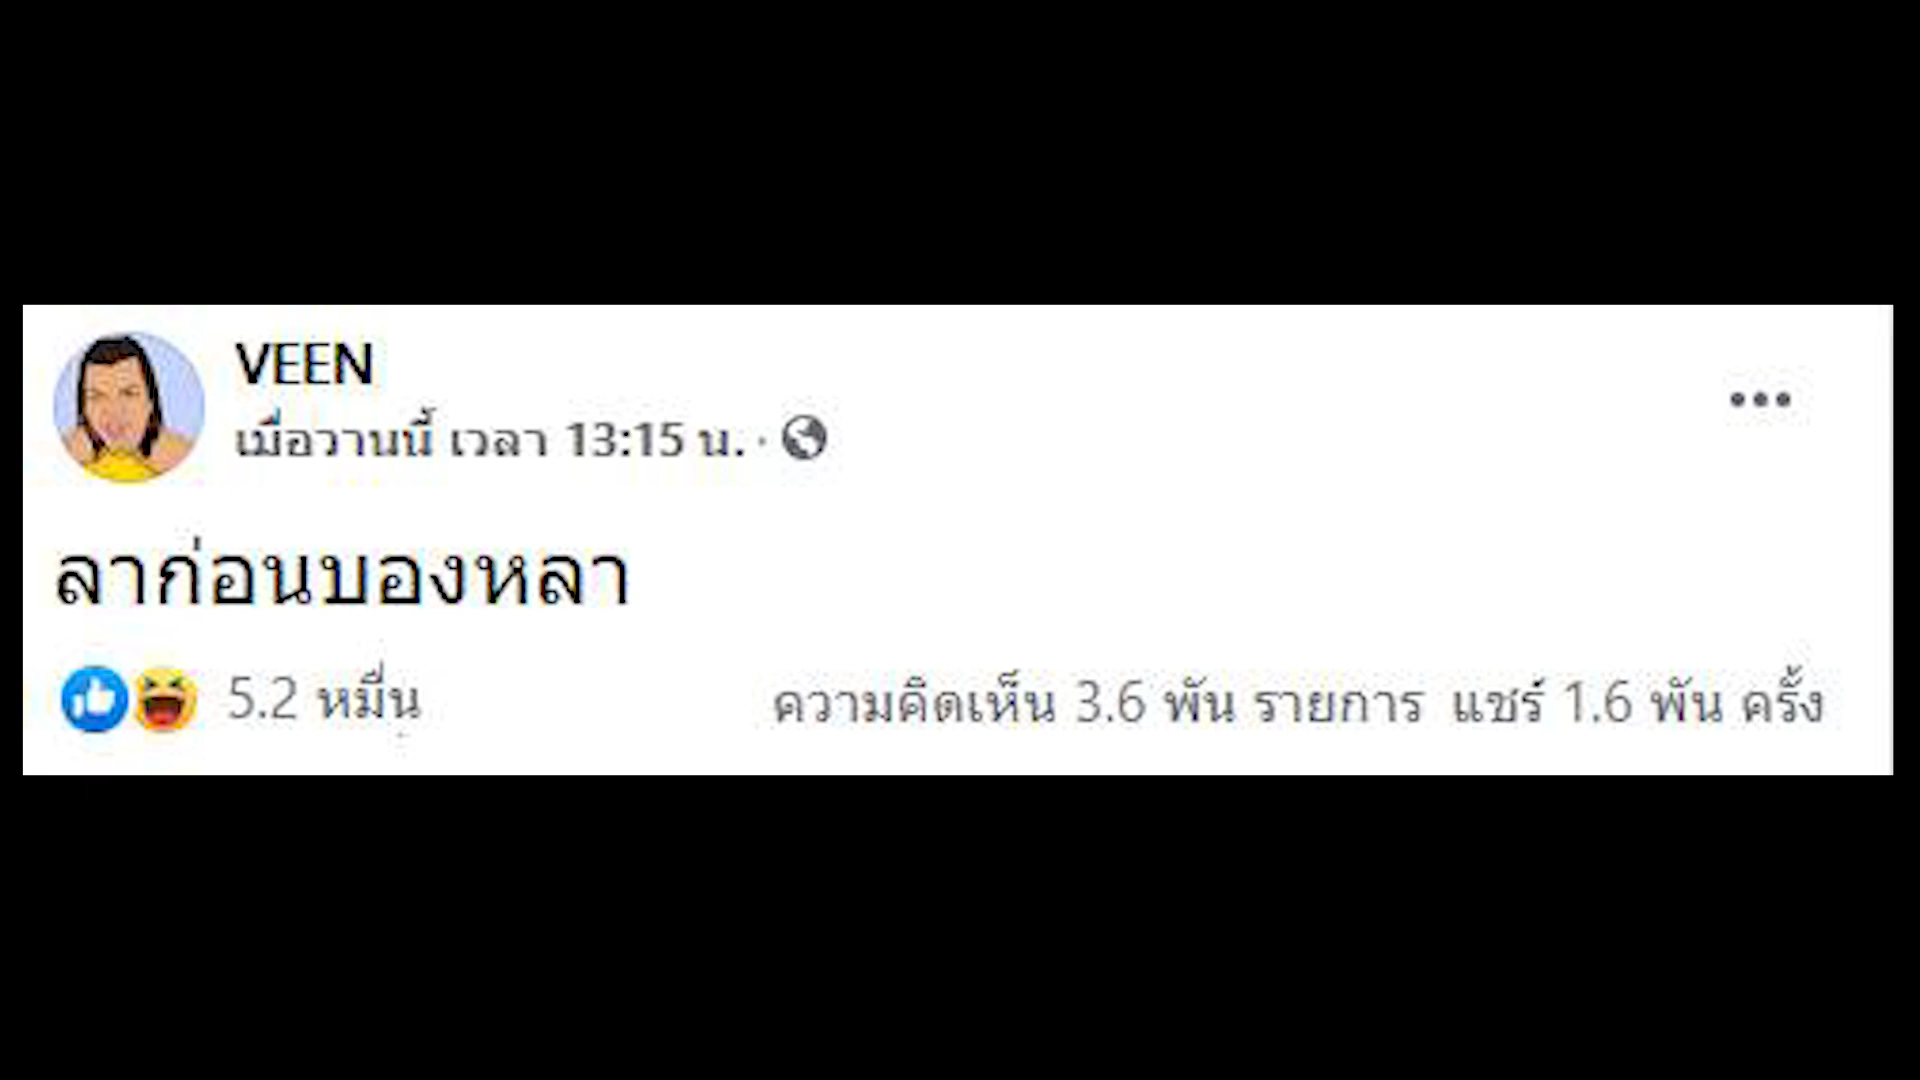 VEEN
เมื่อวานนี้ เวลา 13:15 น. ·
ลาก่อนบองหลา
5.2 หมื่น ความคิดเห็น 3.6 พัน รายการ แชร์ 1.6 พัน ครั้ง